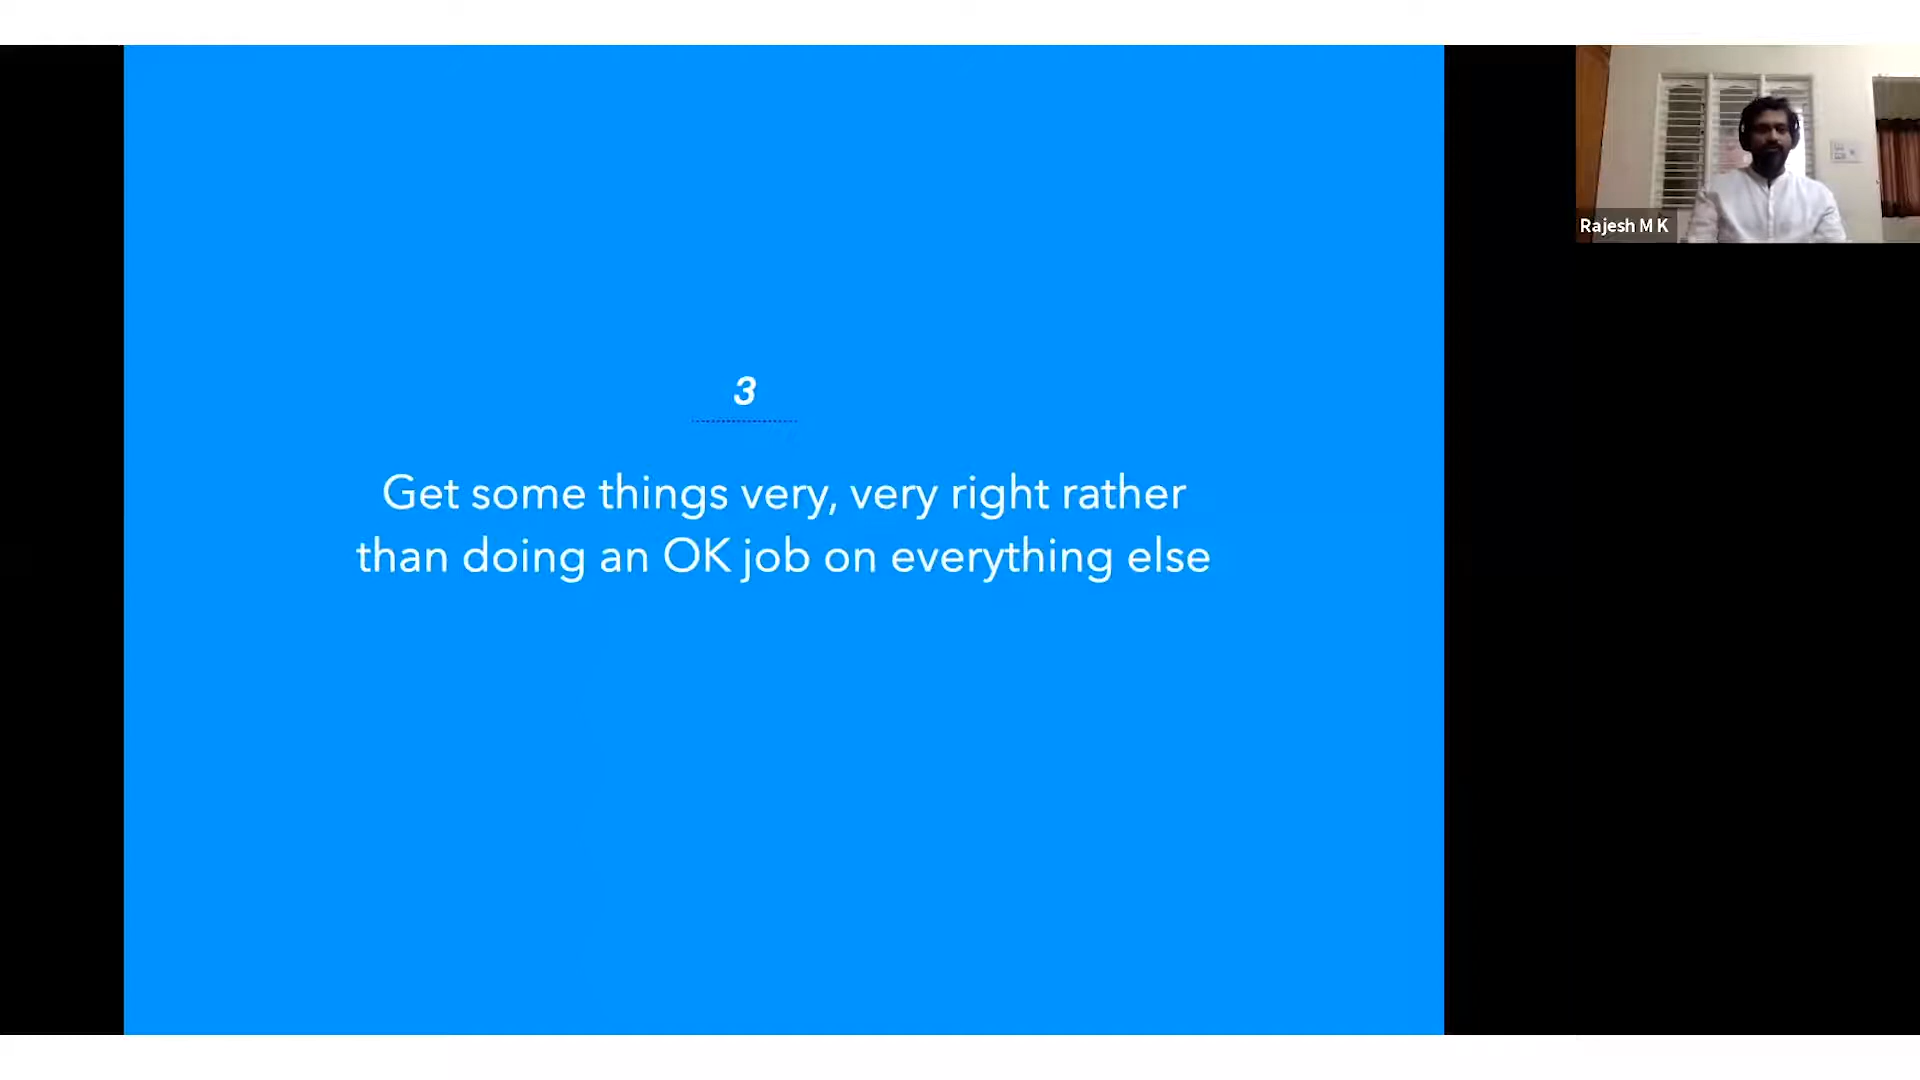 3
Get some things very, very right rather
than doing an OK job on everything else
Rajesh M K